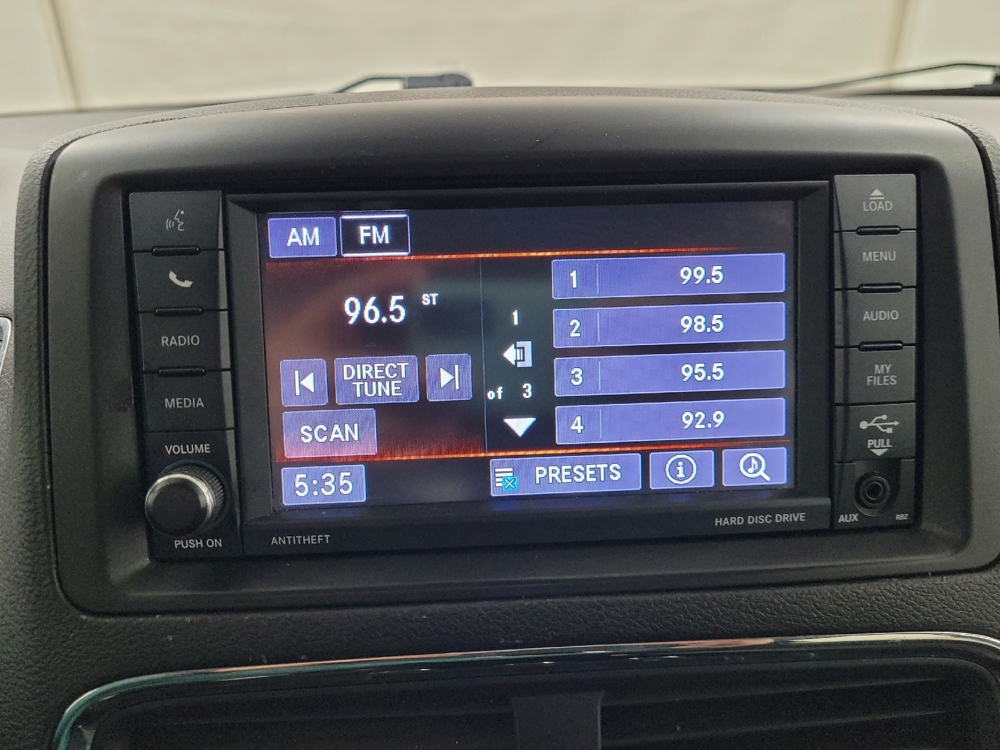 AM FM
96.5 ST
DIRECT
TUNE
SCAN
5:35
1
of 3
1 99.5
2 98.5
3 95.5
4 92.9
PRESETS
i
RADIO
MEDIA
VOLUME
PUSH ON
ANTITHEFT
HARD DISC DRIVE
LOAD
MENU
AUDIO
MY
FILES
PULL
AUX
RBZ